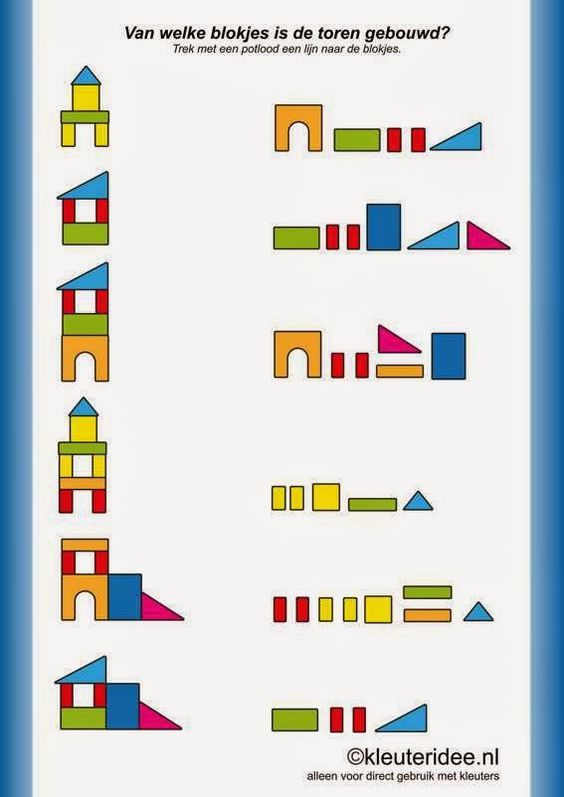 Van welke blokjes is de toren gebouwd?
Trek met een potlood een lijn naar de blokjes.
©kleuteridee.nl
alleen voor direct gebruik met kleuters